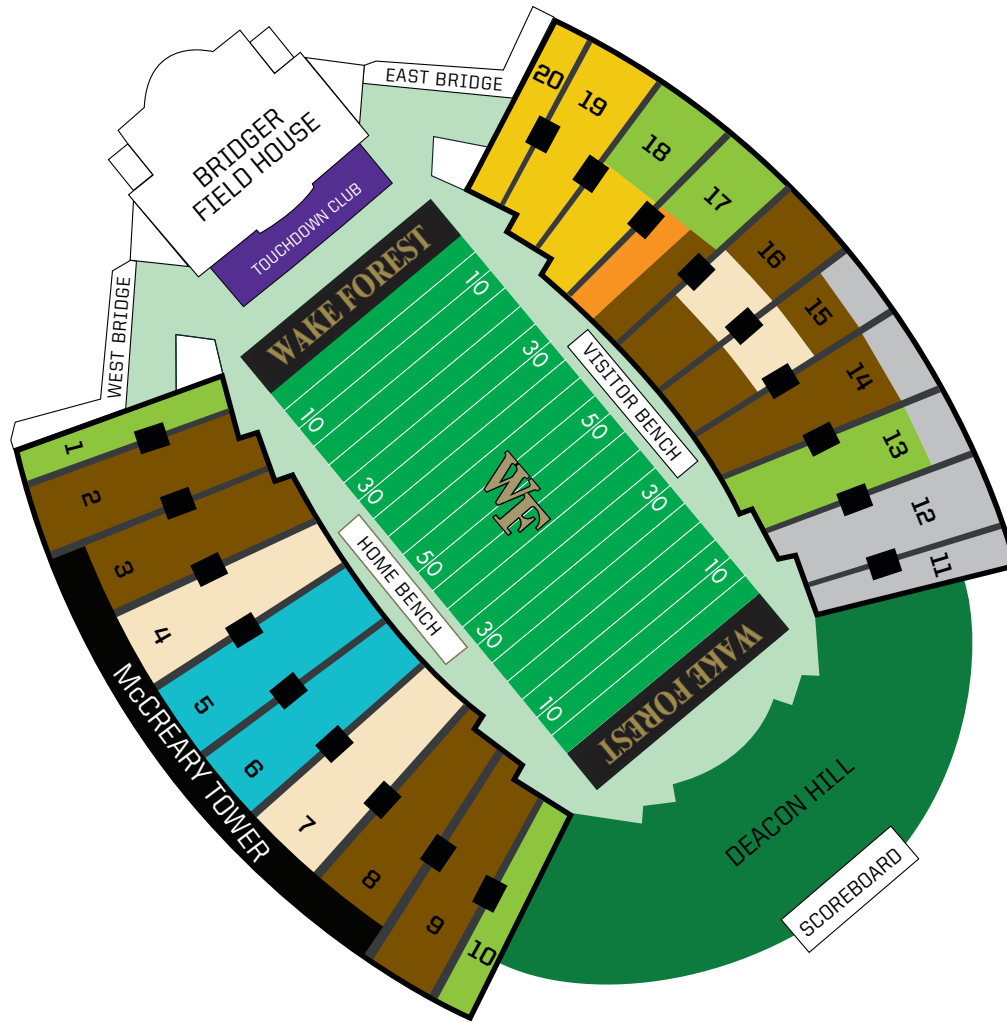 EAST BRIDGE
BRIDGER
FIELD HOUSE
TOUCHDOWN CLUB
WEST BRIDGE
20
19
18
17
16
15
14
13
12
11
WAKE FOREST
10
30
50
30
10
VISITOR BENCH
WF
10
30
50
30
10
HOME BENCH
WAKE FOREST
1
2
3
4
5
6
7
8
9
10
McCREARY TOWER
DEACON HILL
SCOREBOARD